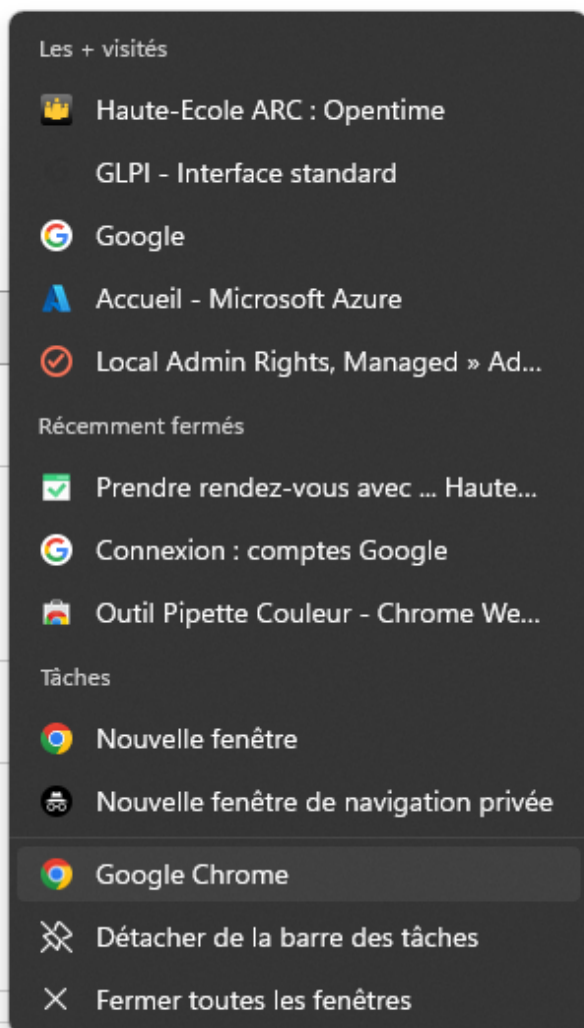 Les + visités
Haute-Ecole ARC : Opentime
GLPI - Interface standard
Google
Accueil - Microsoft Azure
Local Admin Rights, Managed » Ad...
Récemment fermés
Prendre rendez-vous avec ... Haute...
Connexion : comptes Google
Outil Pipette Couleur - Chrome We...
Tâches
Nouvelle fenêtre
Nouvelle fenêtre de navigation privée
Google Chrome
Détacher de la barre des tâches
Fermer toutes les fenêtres